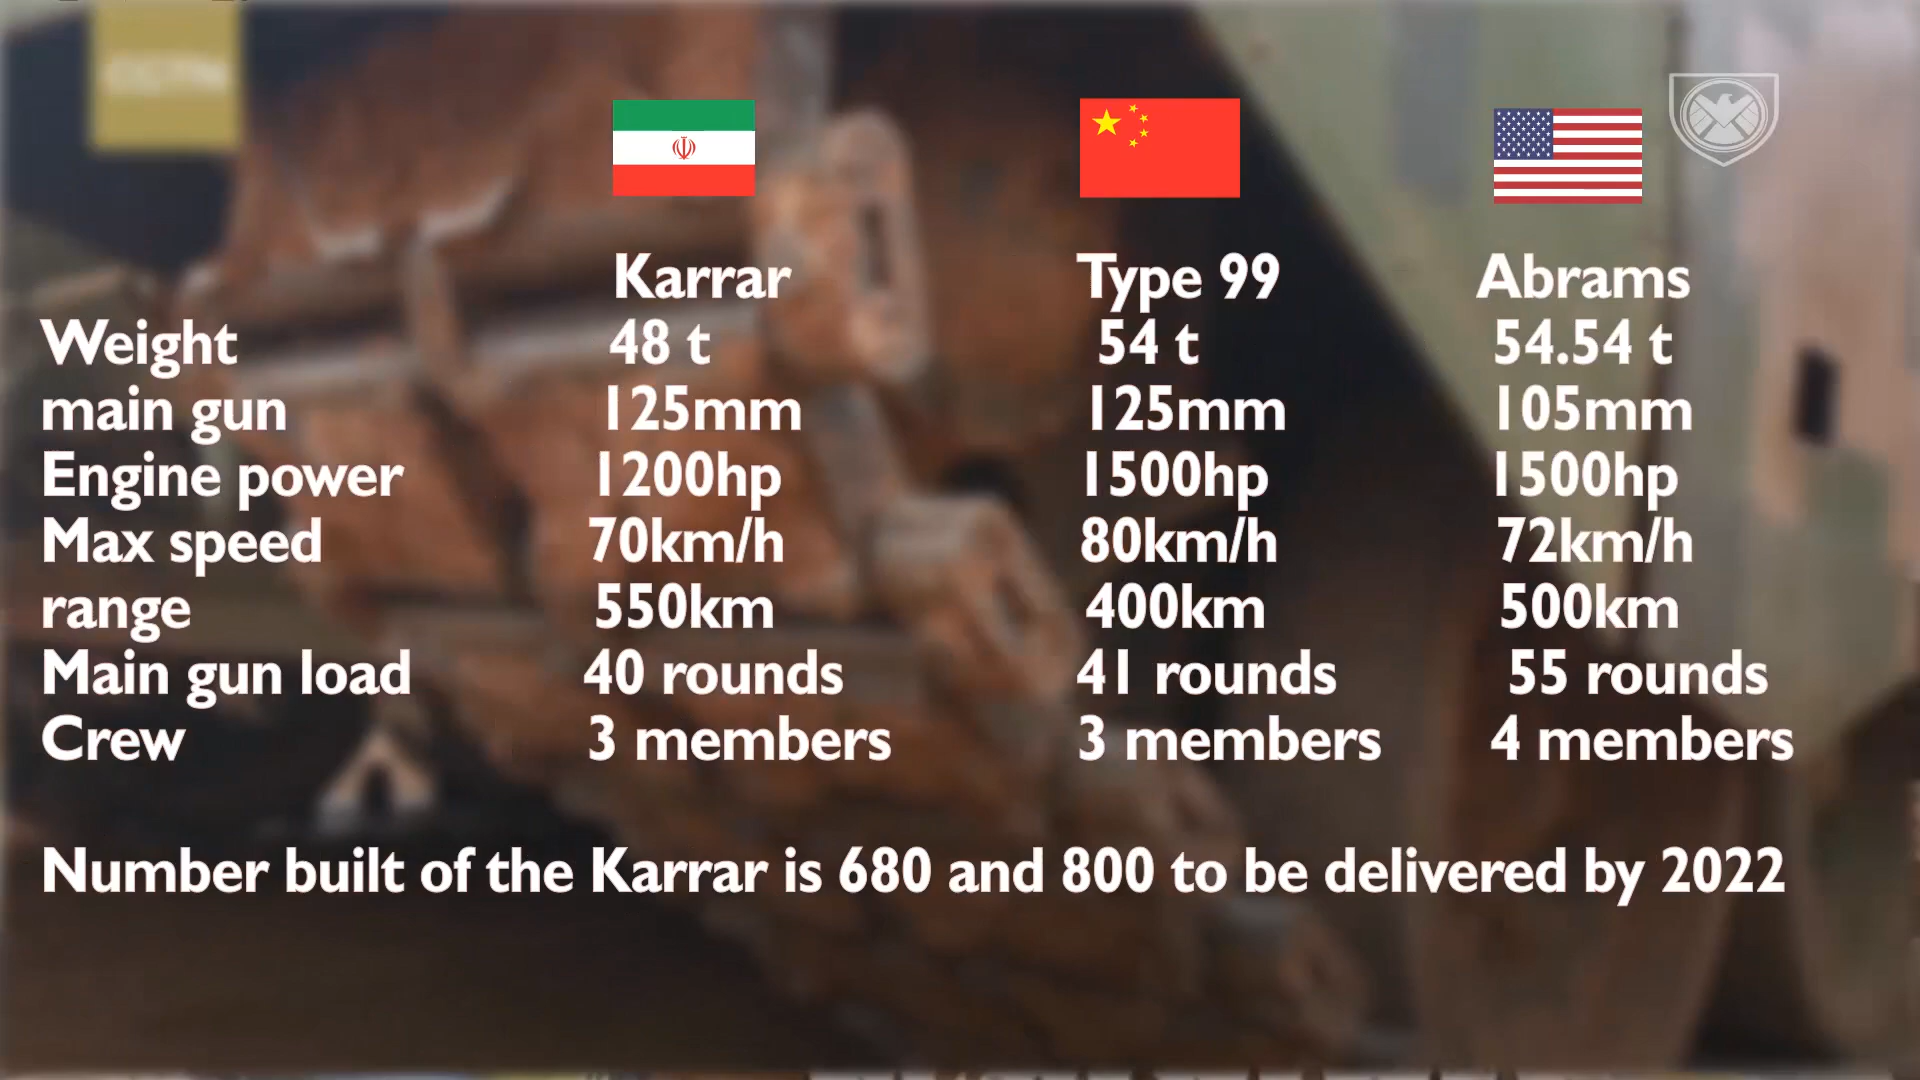 Karrar Type 99 Abrams
Weight 48 t 54 t 54.54 t
main gun 125mm 125mm 105mm
Engine power 1200hp 1500hp 1500hp
Max speed 70km/h 80km/h 72km/h
range 550km 400km 500km
Main gun load 40 rounds 41 rounds 55 rounds
Crew 3 members 3 members 4 members
Number built of the Karrar is 680 and 800 to be delivered by 2022